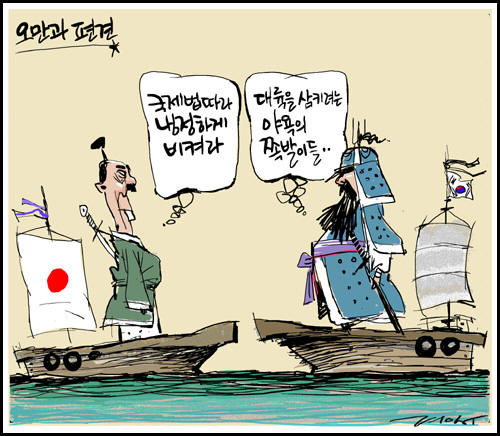 오만과 편견
국제법따라
냉정하게
비켜라
대륙을 삼키려는
야욕의
쪽발이들..